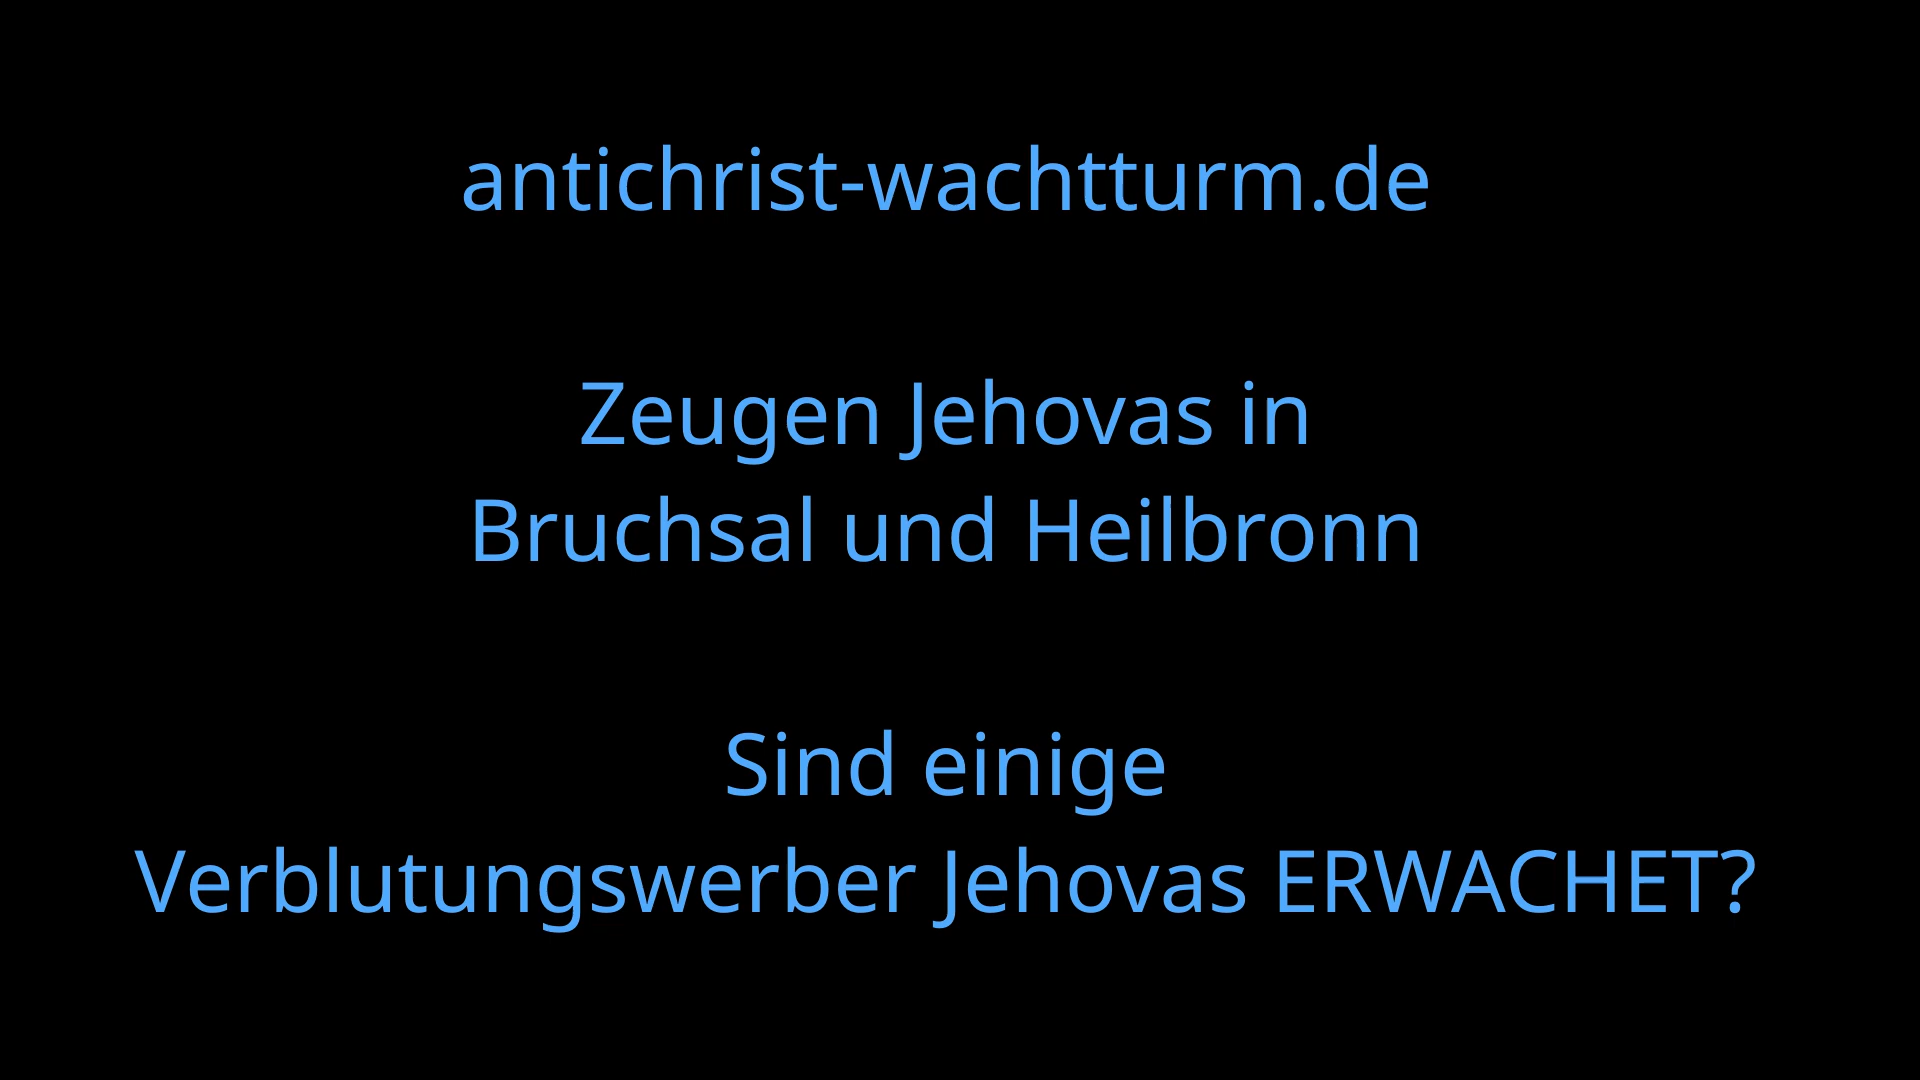 antichrist-wachtturm.de
Zeugen Jehovas in
Bruchsal und Heilbronn
Sind einige
Verblutungswerber Jehovas ERWACHET?